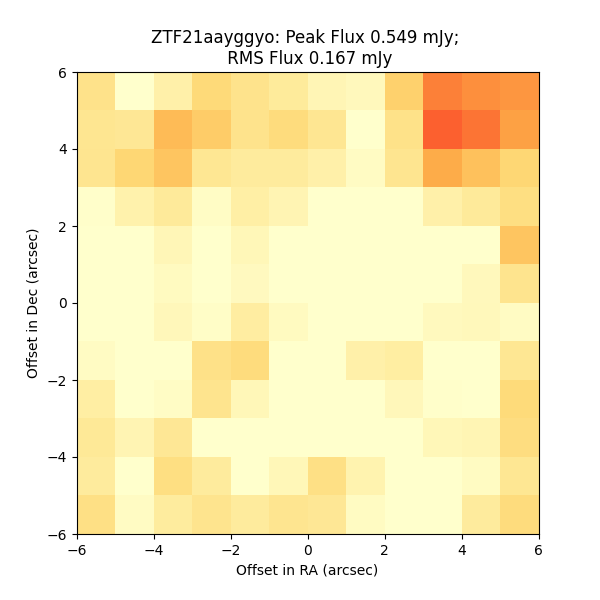 ZTF21aayggyo: Peak Flux 0.549 mJy;
RMS Flux 0.167 mJy
6
4
2
0
−2
−4
−6
Offset in Dec (arcsec)
−6 −4 −2 0 2 4 6
Offset in RA (arcsec)